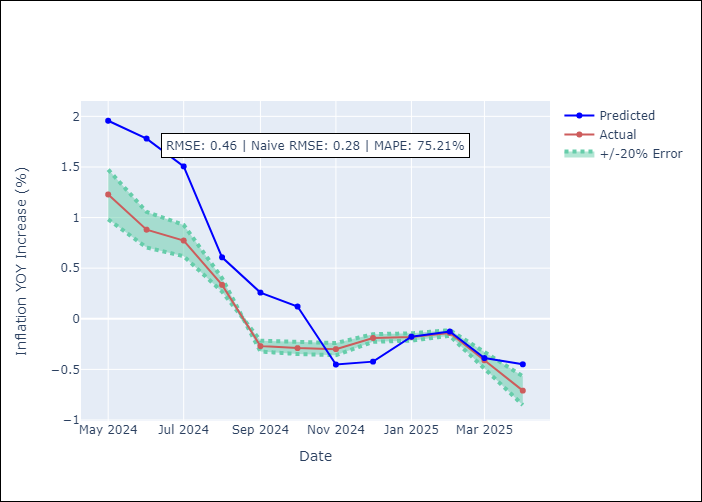 Predicted
Actual
+/-20% Error
RMSE: 0.46 | Naive RMSE: 0.28 | MAPE: 75.21%
Inflation YOY Increase (%)
2
1.5
1
0.5
0
−0.5
−1
May 2024
Jul 2024
Sep 2024
Nov 2024
Jan 2025
Mar 2025
Date